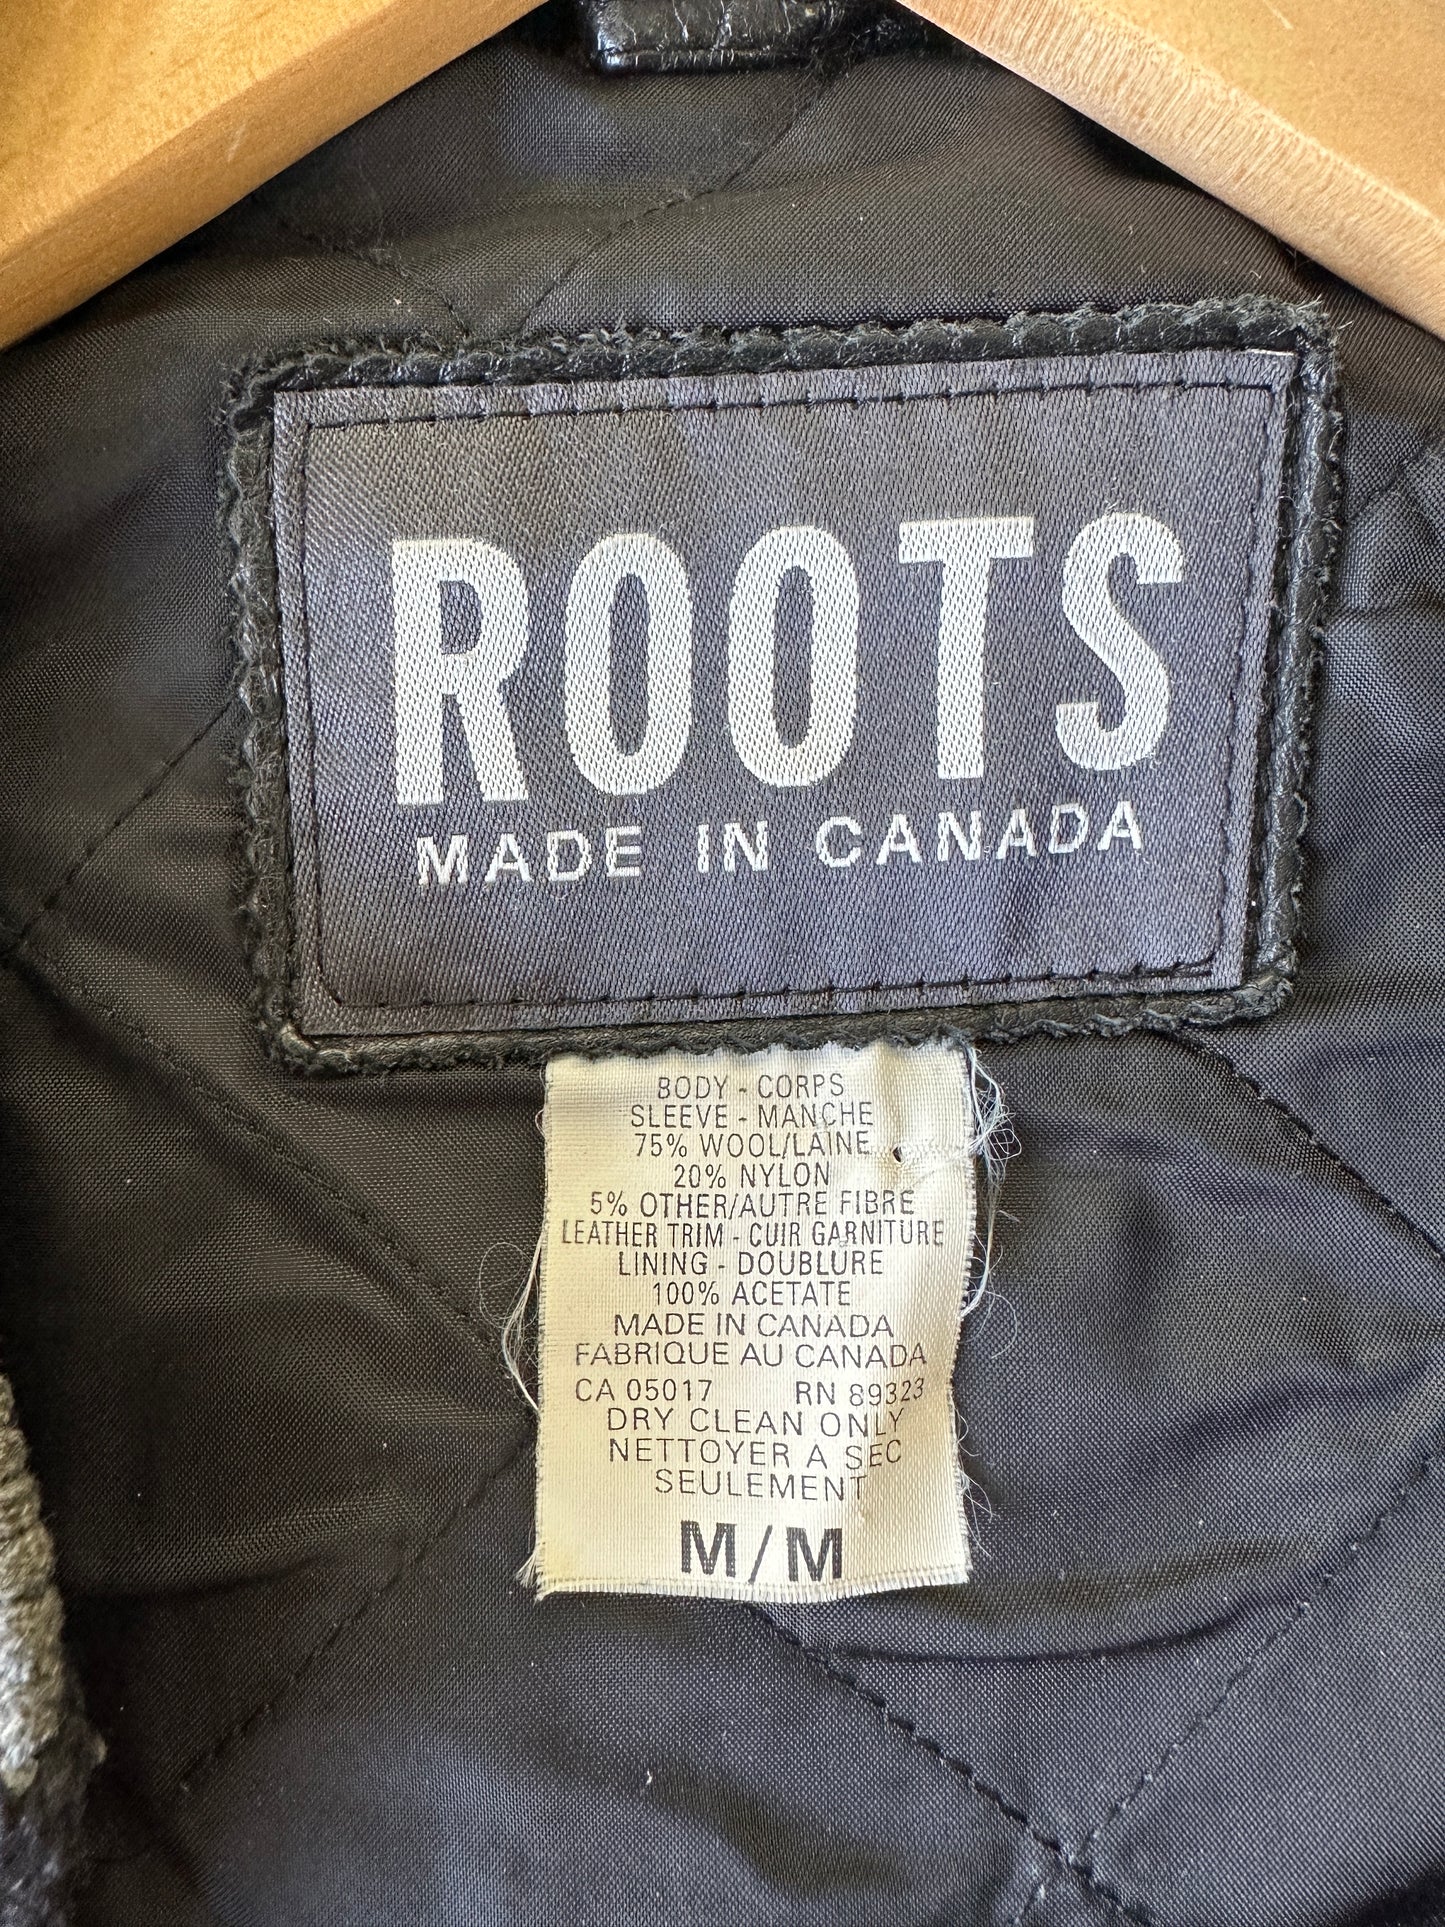 ROOTS
MADE IN CANADA
BODY - CORPS
SLEEVE - MANCHE
75% WOOL/LAINE
20% NYLON
5% OTHER/AUTRE FIBRE
LEATHER TRIM - CUIR GARNITURE
LINING - DOUBLURE
100% ACETATE
MADE IN CANADA
FABRIQUE AU CANADA
CA 05017 RN 89323
DRY CLEAN ONLY
NETTOYER A SEC
SEULEMENT
M/M